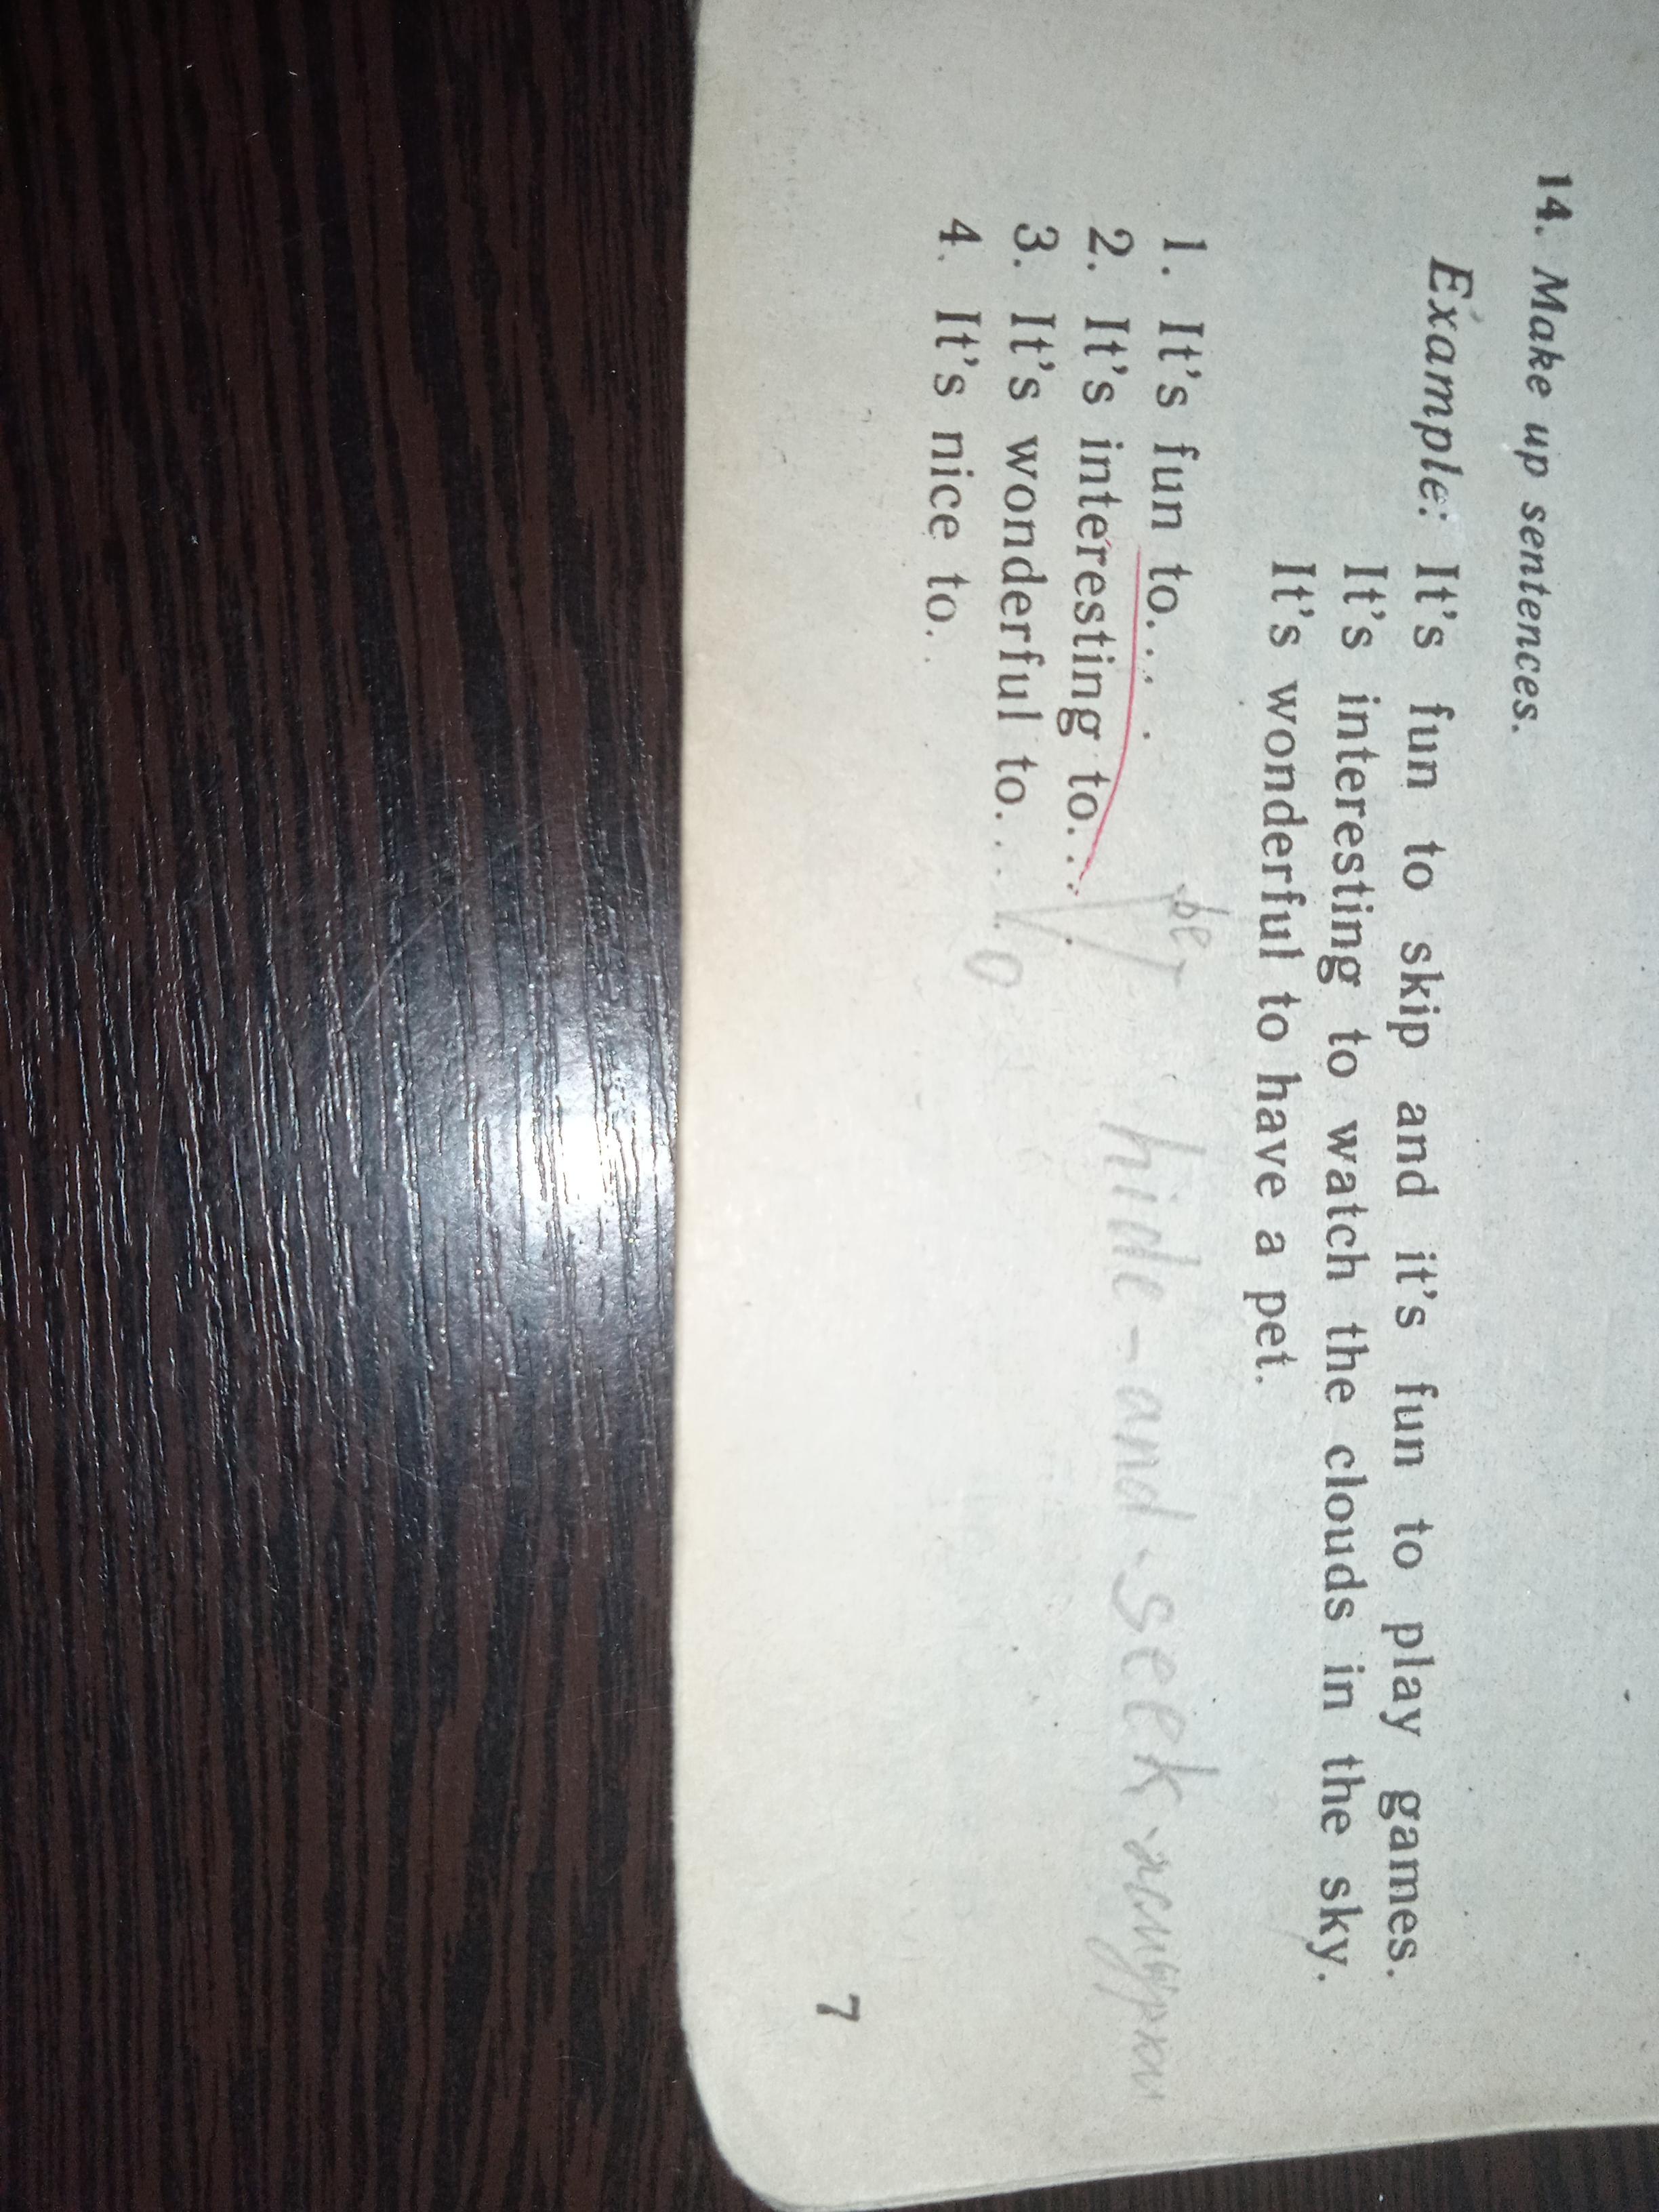 14. Make up sentences.
Example: It's fun to skip and it's fun to play games.
It's interesting to watch the clouds in the sky.
It's wonderful to have a pet.
1. It's fun to... .
2. It's interesting to... .
3. It's wonderful to... .
4. It's nice to..
hide-and-seek
7